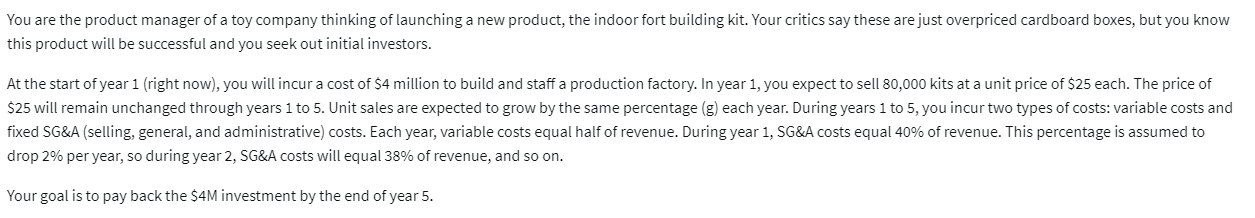 You are the product manager of a toy company thinking of launching a new product, the indoor fort building kit. Your critics say these are just overpriced cardboard boxes, but you know
this product will be successful and you seek out initial investors.
At the start of year 1 (right now), you will incur a cost of $4 million to build and staff a production factory. In year 1, you expect to sell 80,000 kits at a unit price of $25 each. The price of
$25 will remain unchanged through years 1 to 5. Unit sales are expected to grow by the same percentage (g) each year. During years 1 to 5, you incur two types of costs: variable costs and
fixed SG&A (selling, general, and administrative) costs. Each year, variable costs equal half of revenue. During year 1, SG&A costs equal 40% of revenue. This percentage is assumed to
drop 2% per year, so during year 2, SG&A costs will equal 38% of revenue, and so on.
Your goal is to pay back the $4M investment by the end of year 5.